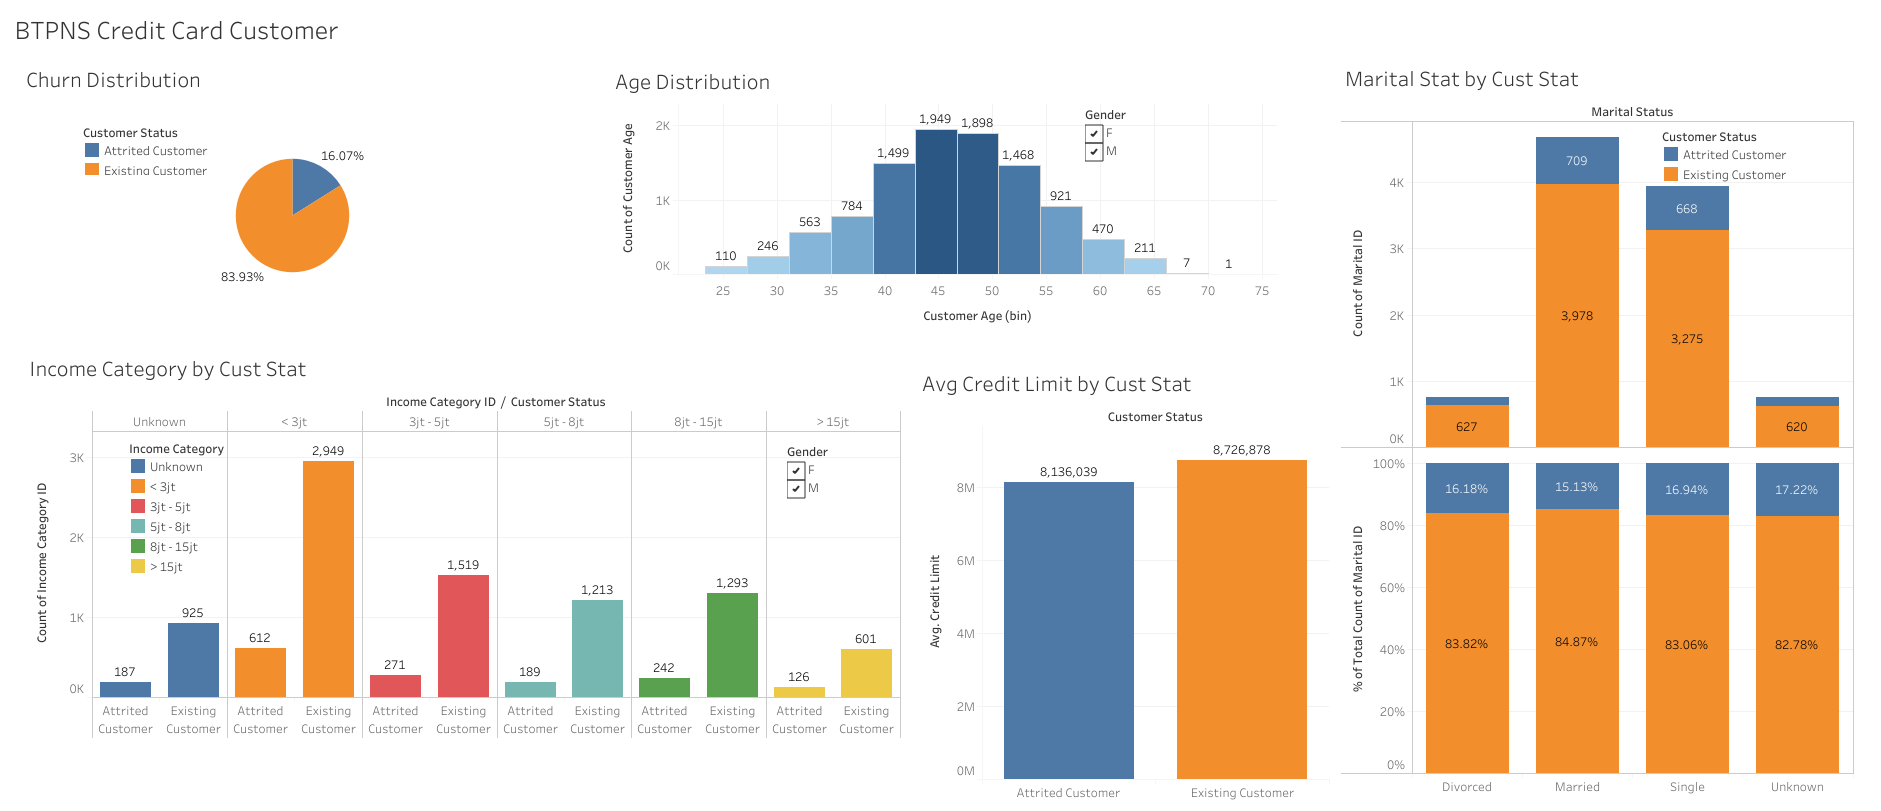 BTPNS Credit Card Customer
Churn Distribution
Customer Status
Attrited Customer
Existing Customer
16.07%
83.93%
Age Distribution
Count of Customer Age
2K
1K
0K
110
246
563
784
1,499
1,949
1,898
1,468
921
470
211
7
1
Gender
F
M
25 30 35 40 45 50 55 60 65 70 75
Customer Age (bin)
Marital Stat by Cust Stat
Marital Status
Customer Status
Attrited Customer
Existing Customer
Count of Marital ID
4K
3K
2K
1K
0K
627
709
3,978
668
3,275
620
% of Total Count of Marital ID
100%
80%
60%
40%
20%
0%
16.18% 15.13% 16.94% 17.22%
83.82% 84.87% 83.06% 82.78%
Divorced Married Single Unknown
Income Category by Cust Stat
Income Category ID / Customer Status
Unknown < 3jt 3jt - 5jt 5jt - 8jt 8jt - 15jt > 15jt
Income Category
Unknown
< 3jt
3jt - 5jt
5jt - 8jt
8jt - 15jt
> 15jt
Gender
F
M
Count of Income Category ID
3K
2K
1K
0K
187
925
612
2,949
271
1,519
189
1,213
242
1,293
126
601
Attrited Existing Attrited Existing Attrited Existing Attrited Existing Attrited Existing Attrited Existing
Customer Customer Customer Customer Customer Customer Customer Customer Customer Customer Customer Customer
Avg Credit Limit by Cust Stat
Customer Status
Avg. Credit Limit
8M
6M
4M
2M
0M
8,136,039
8,726,878
Attrited Customer Existing Customer